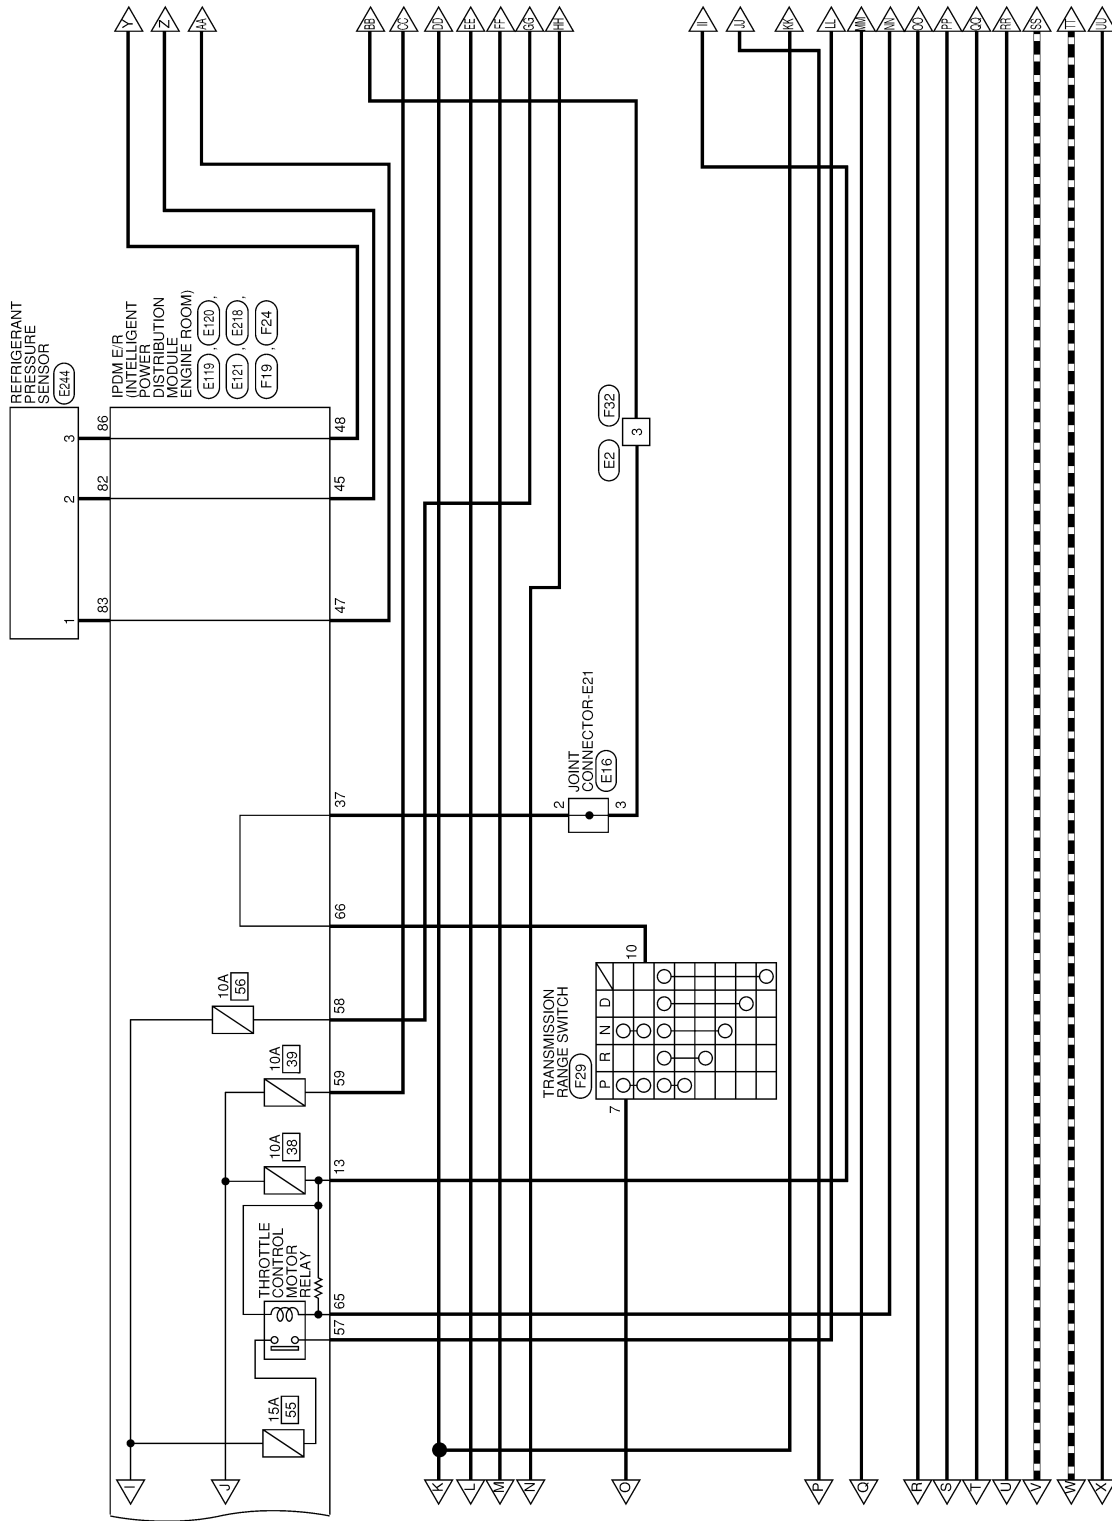 Y
Z
AA
BB
CC
DD
EE
FF
GG
HH
II
JJ
KK
LL
MM
NN
OO
PP
QQ
RR
SS
TT
UU
REFRIGERANT
PRESSURE
SENSOR
E244
3
2
1
86
82
83
IPDM E/R
(INTELLIGENT
POWER
DISTRIBUTION
MODULE
ENGINE ROOM)
E119 , E120 ,
E121 , E218 ,
F19 , F24
48
45
47
E2
F32
3
JOINT
CONNECTOR-E21
E16
2
3
37
66
10A
56
58
10A
39
59
10A
38
13
THROTTLE
CONTROL
MOTOR
RELAY
65
57
15A
55
TRANSMISSION
RANGE SWITCH
F29
10
7
P R N D
I
J
K
L
M
N
O
P
Q
R
S
T
U
V
W
X